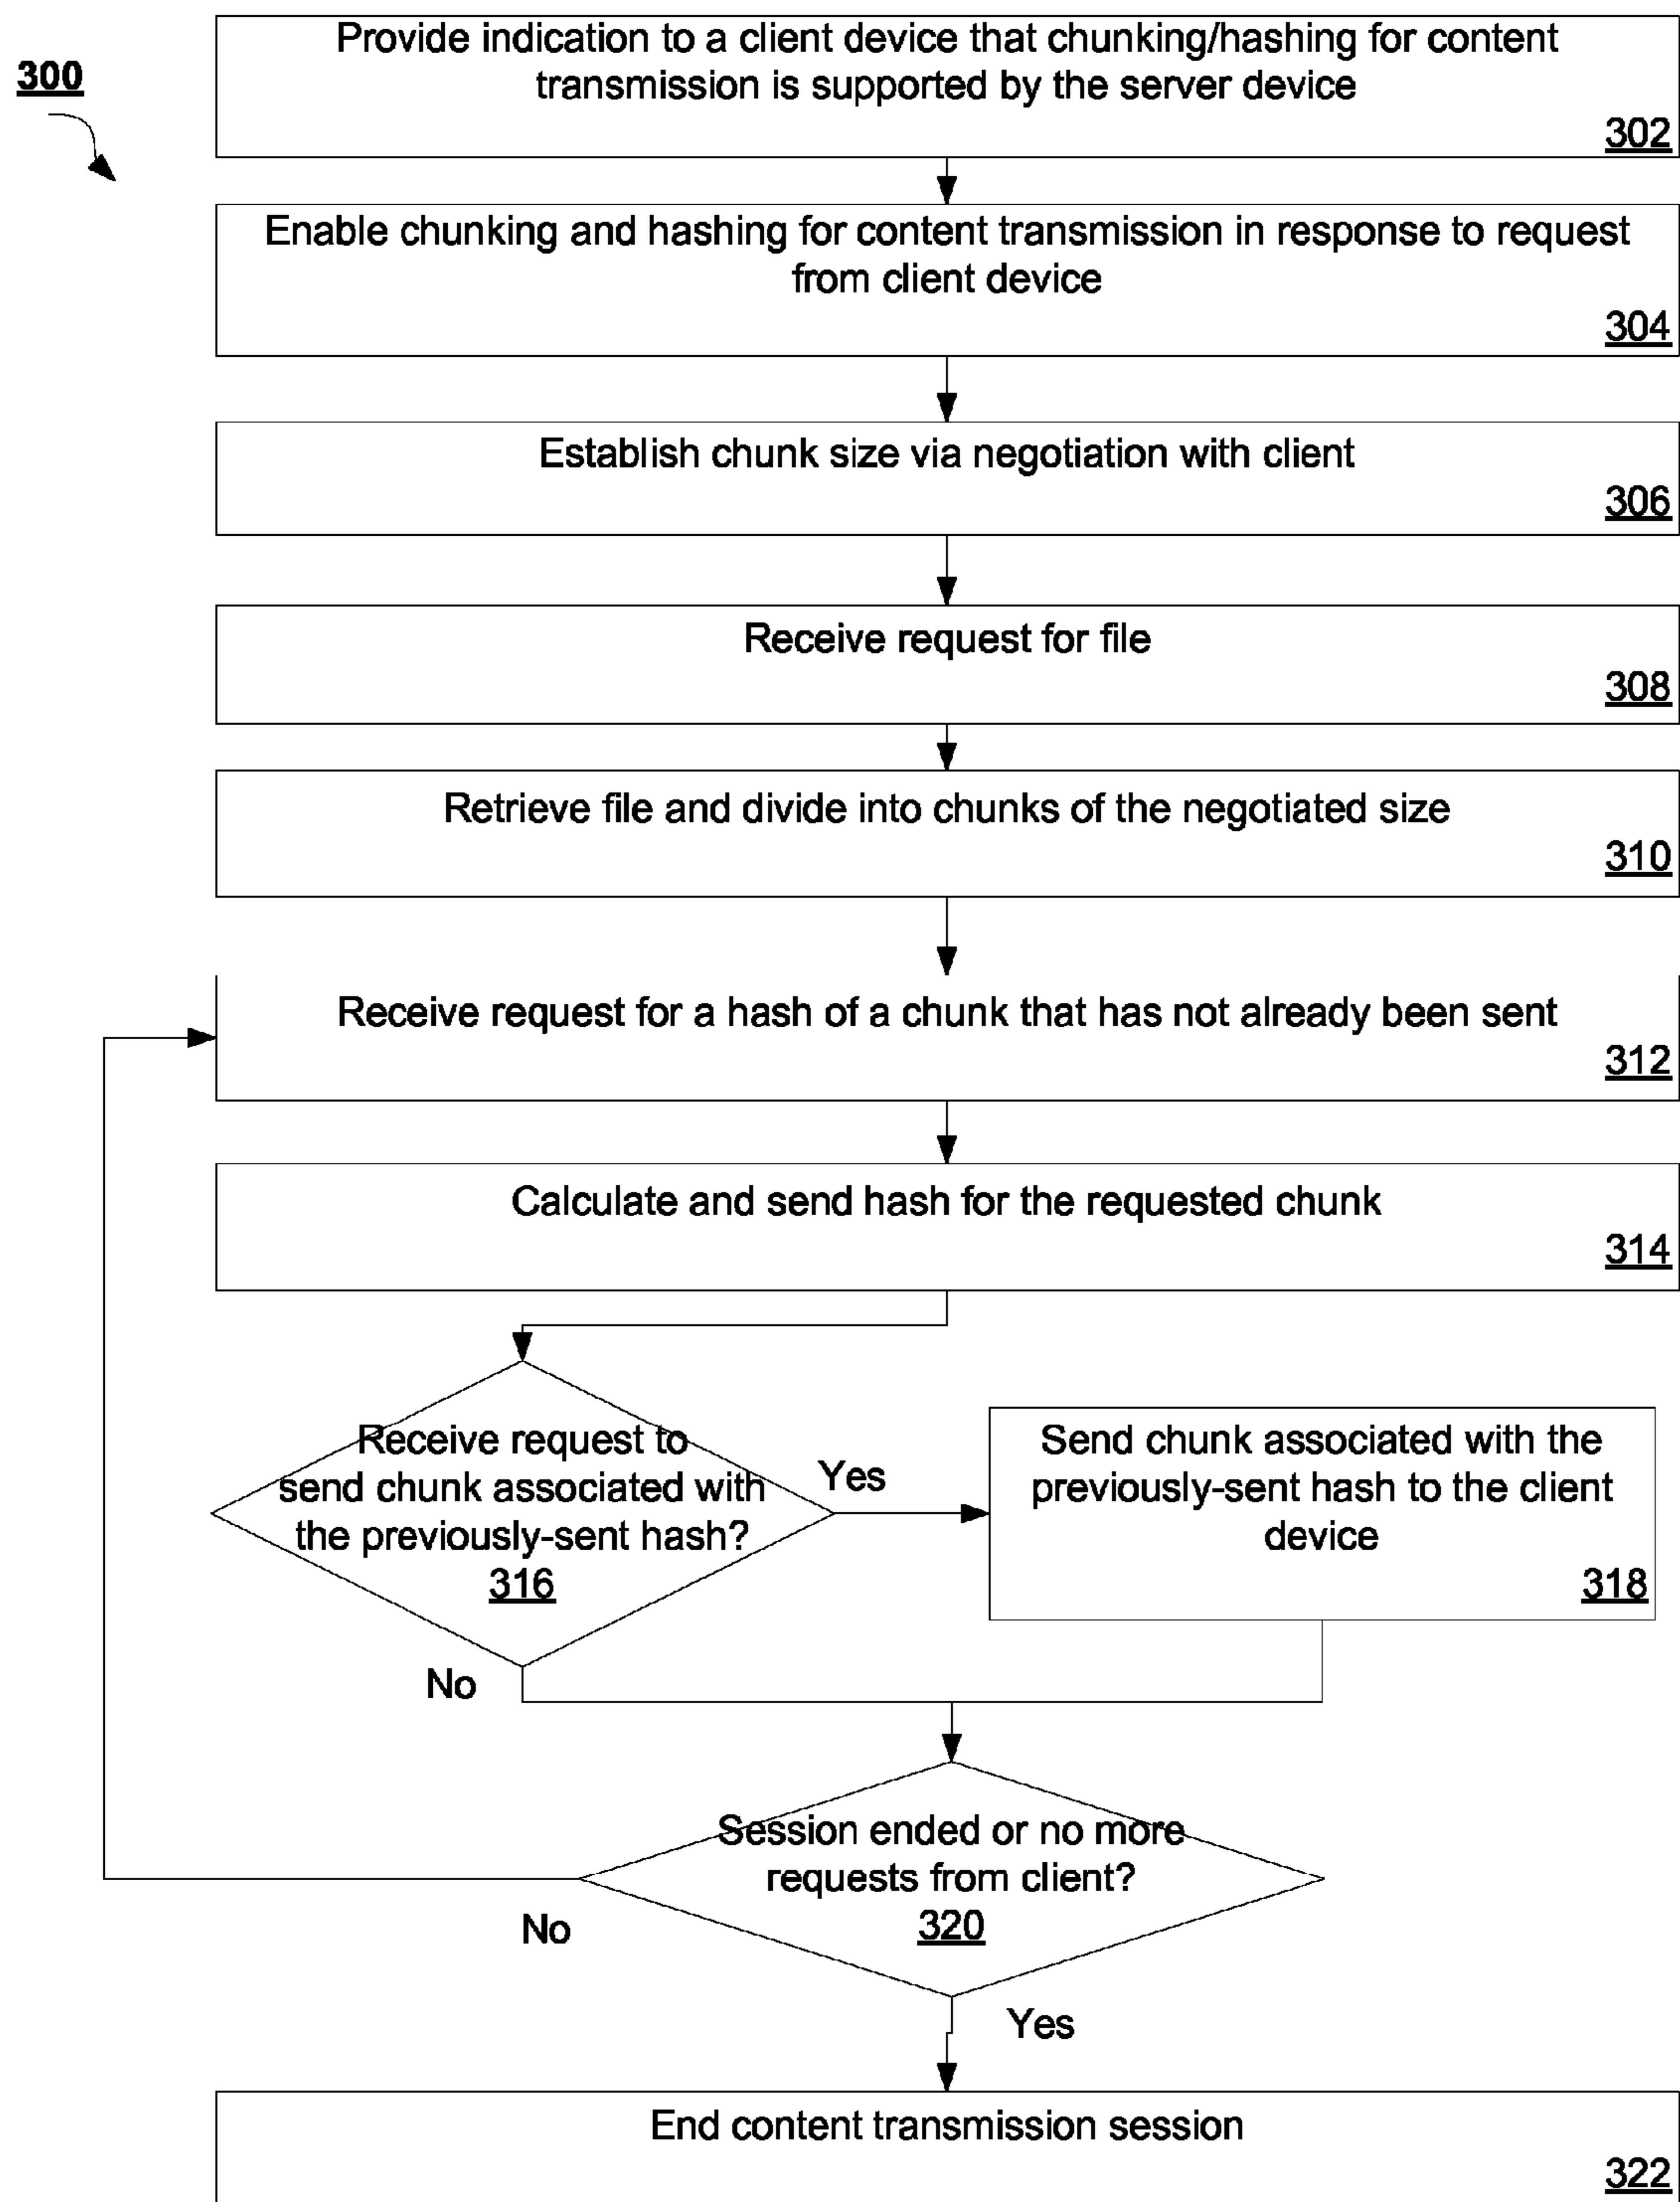 300
Provide indication to a client device that chunking/hashing for content
transmission is supported by the server device
302
Enable chunking and hashing for content transmission in response to request
from client device
304
Establish chunk size via negotiation with client
306
Receive request for file
308
Retrieve file and divide into chunks of the negotiated size
310
Receive request for a hash of a chunk that has not already been sent
312
Calculate and send hash for the requested chunk
314
Receive request to
send chunk associated with
the previously-sent hash?
316
Yes
Send chunk associated with the
previously-sent hash to the client
device
318
No
Session ended or no more
requests from client?
320
No
Yes
End content transmission session
322